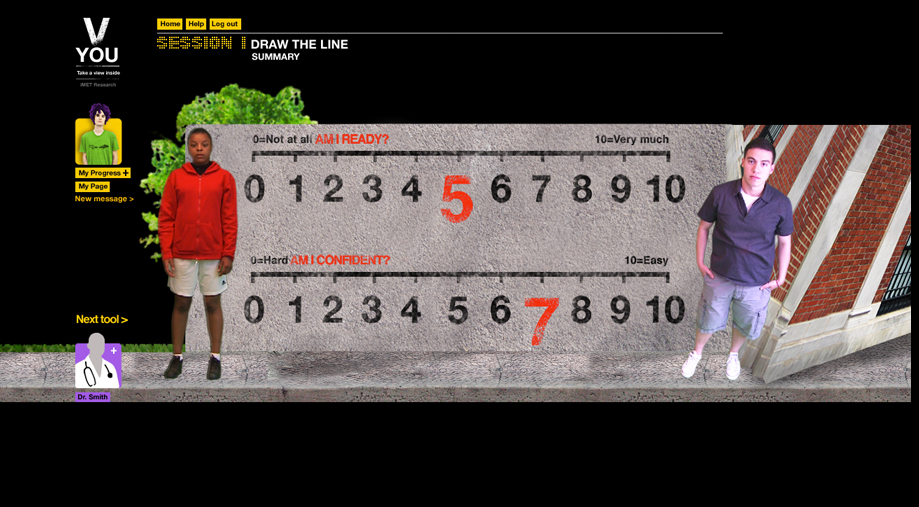 V
YOU
Take a view inside
iMET Research
Home Help Log out
SESSION 1 DRAW THE LINE
SUMMARY
My Progress +
My Page
New message >
0=Not at all AM I READY? 10=Very much
0 1 2 3 4 5 6 7 8 9 10
0=Hard AM I CONFIDENT? 10=Easy
0 1 2 3 4 5 6 7 8 9 10
Next tool >
+
Dr. Smith